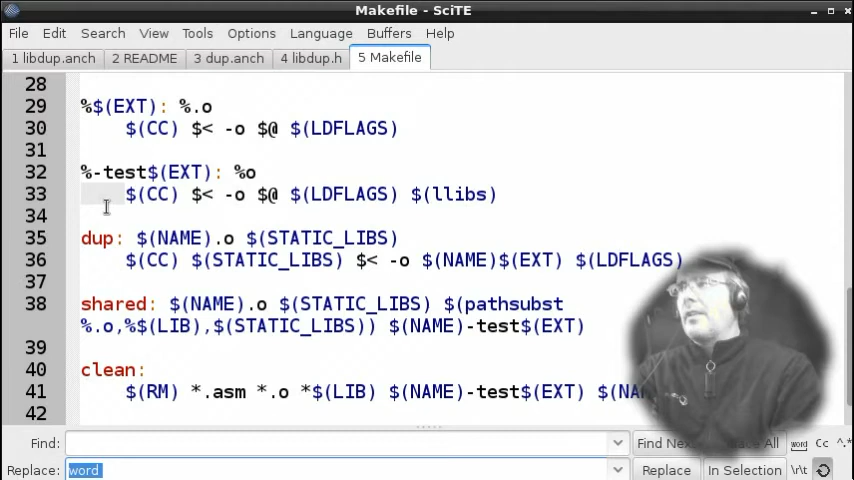 Makefile - SciTE
File Edit Search View Tools Options Language Buffers Help
1 libdup.anch 2 README 3 dup.anch 4 libdup.h 5 Makefile
28
29 %$(EXT): %.o
30 $(CC) $< -o $@ $(LDFLAGS)
31
32 %-test$(EXT): %o
33 $(CC) $< -o $@ $(LDFLAGS) $(llibs)
34
35 dup: $(NAME).o $(STATIC_LIBS)
36 $(CC) $(STATIC_LIBS) $< -o $(NAME)$(EXT) $(LDFLAGS)
37
38 shared: $(NAME).o $(STATIC_LIBS) $(pathsubst
%.o,%$(LIB),$(STATIC_LIBS)) $(NAME)-test$(EXT)
39
40 clean:
41 $(RM) *.asm *.o *$(LIB) $(NAME)-test$(EXT)
42
Find: Find Next All word Cc ^.*
Replace: word Replace In Selection \r\t